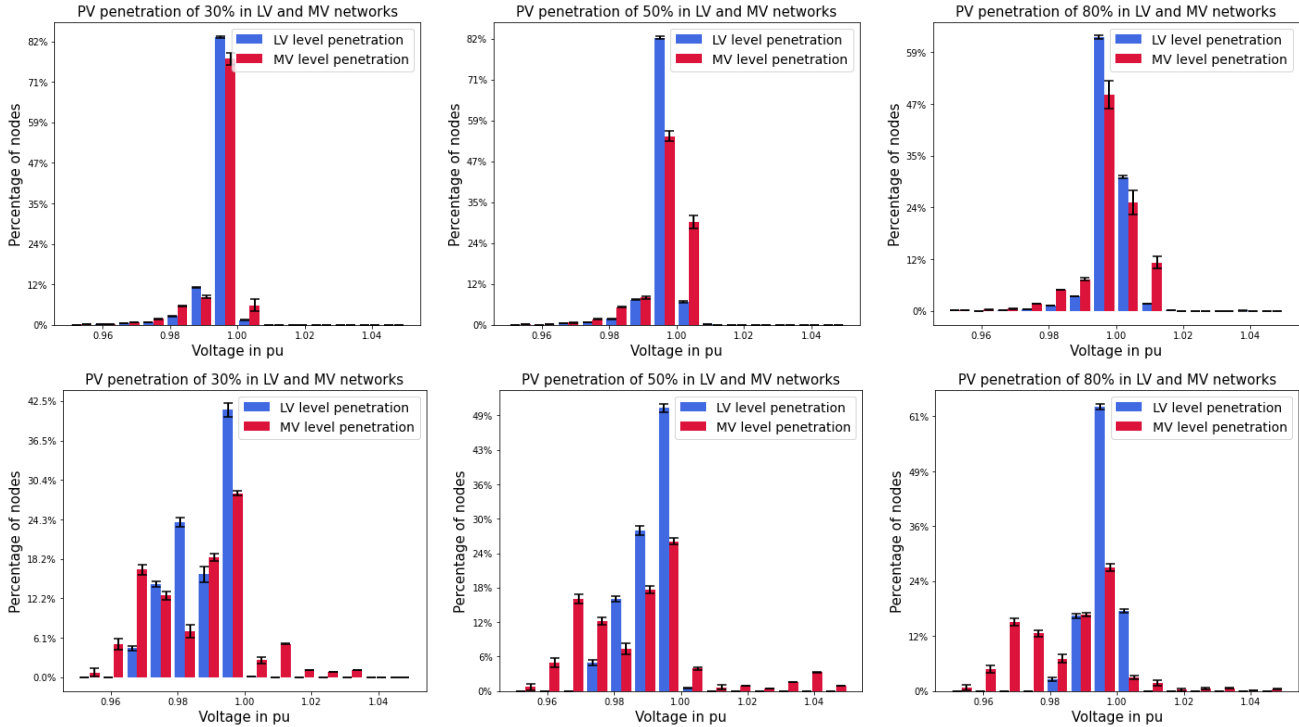 PV penetration of 30% in LV and MV networks
82%
71%
59%
47%
35%
24%
12%
0%
Percentage of nodes
LV level penetration
MV level penetration
0.96 0.98 1.00 1.02 1.04
Voltage in pu
PV penetration of 50% in LV and MV networks
82%
71%
59%
47%
35%
24%
12%
0%
Percentage of nodes
LV level penetration
MV level penetration
0.96 0.98 1.00 1.02 1.04
Voltage in pu
PV penetration of 80% in LV and MV networks
59%
47%
35%
24%
12%
0%
Percentage of nodes
LV level penetration
MV level penetration
0.96 0.98 1.00 1.02 1.04
Voltage in pu
PV penetration of 30% in LV and MV networks
42.5%
36.5%
30.4%
24.3%
18.2%
12.2%
6.1%
0.0%
Percentage of nodes
LV level penetration
MV level penetration
0.96 0.98 1.00 1.02 1.04
Voltage in pu
PV penetration of 50% in LV and MV networks
49%
43%
36%
30%
24%
18%
12%
6%
0%
Percentage of nodes
LV level penetration
MV level penetration
0.96 0.98 1.00 1.02 1.04
Voltage in pu
PV penetration of 80% in LV and MV networks
61%
49%
36%
24%
12%
0%
Percentage of nodes
LV level penetration
MV level penetration
0.96 0.98 1.00 1.02 1.04
Voltage in pu